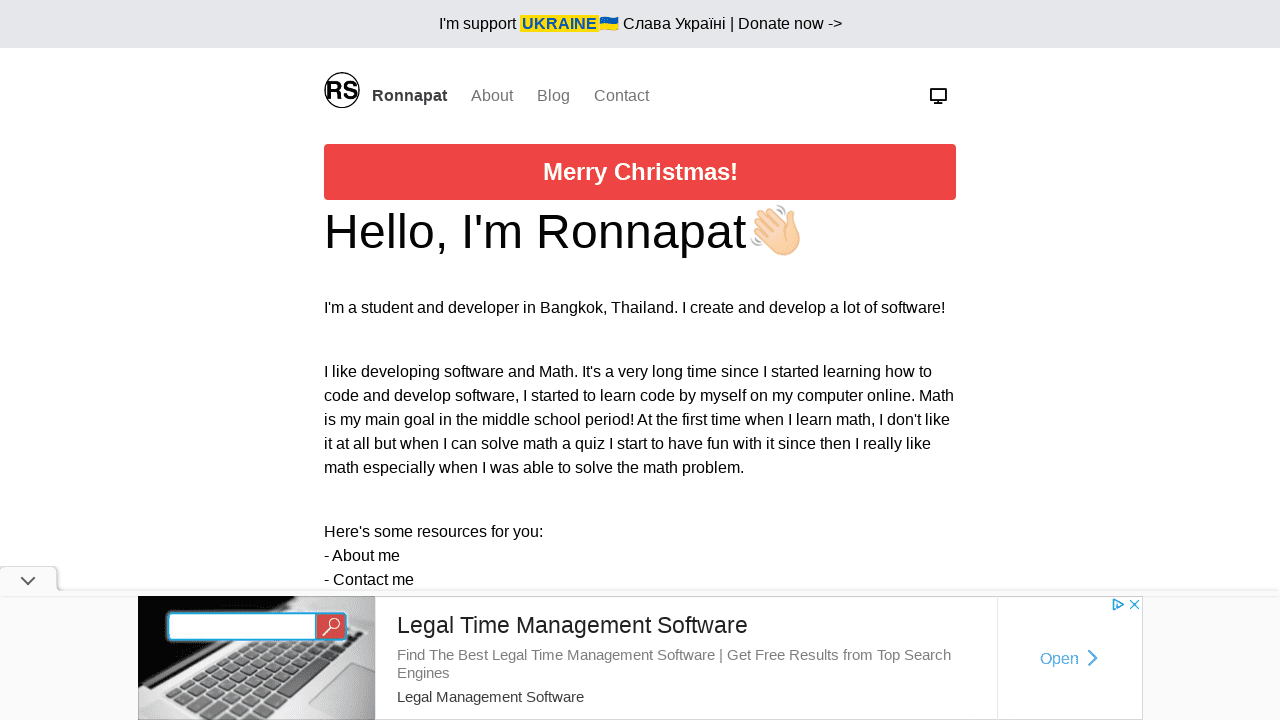 I'm support UKRAINE🇺🇦 Слава Україні | Donate now ->
RS Ronnapat About Blog Contact
Merry Christmas!
Hello, I'm Ronnapat👋🏻
I'm a student and developer in Bangkok, Thailand. I create and develop a lot of software!
I like developing software and Math. It's a very long time since I started learning how to
code and develop software, I started to learn code by myself on my computer online. Math
is my main goal in the middle school period! At the first time when I learn math, I don't like
it at all but when I can solve math a quiz I start to have fun with it since then I really like
math especially when I was able to solve the math problem.
Here's some resources for you:
- About me
- Contact me
Legal Time Management Software
Find The Best Legal Time Management Software | Get Free Results from Top Search
Engines
Legal Management Software
Open